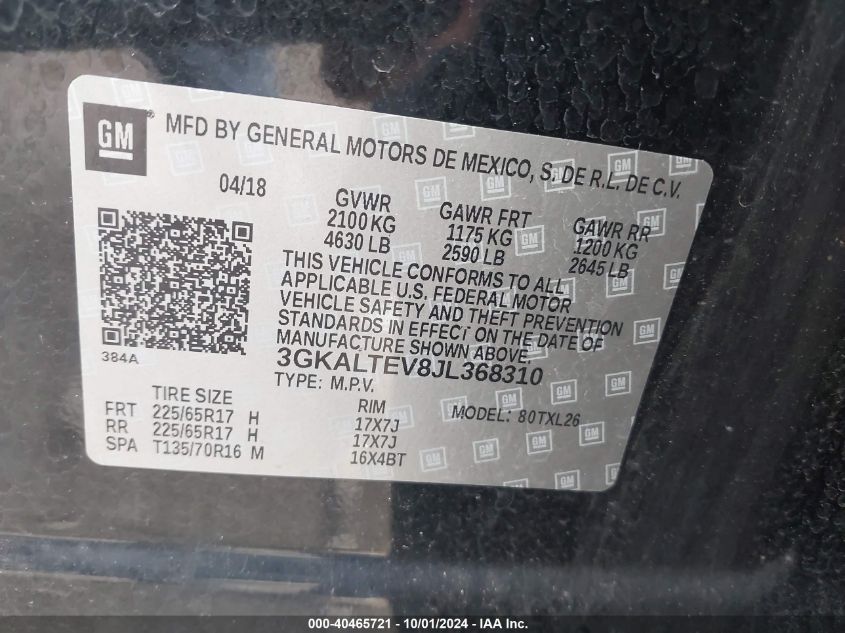 GM®
MFD BY GENERAL MOTORS DE MEXICO, S. DE R.L. DE C.V.
04/18 GVWR GAWR FRT GAWR RR
2100 KG 1175 KG 1200 KG
4630 LB 2590 LB 2645 LB
THIS VEHICLE CONFORMS TO ALL
APPLICABLE U.S. FEDERAL MOTOR
VEHICLE SAFETY AND THEFT PREVENTION
STANDARDS IN EFFECT ON THE DATE OF
MANUFACTURE SHOWN ABOVE.
384A
3GKALTEV8JL368310
TYPE: M.P.V. MODEL: 80TXL26
TIRE SIZE RIM
FRT 225/65R17 H 17X7J
RR 225/65R17 H 17X7J
SPA T135/70R16 M 16X4BT
000-40465721 - 10/01/2024 - IAAI.com